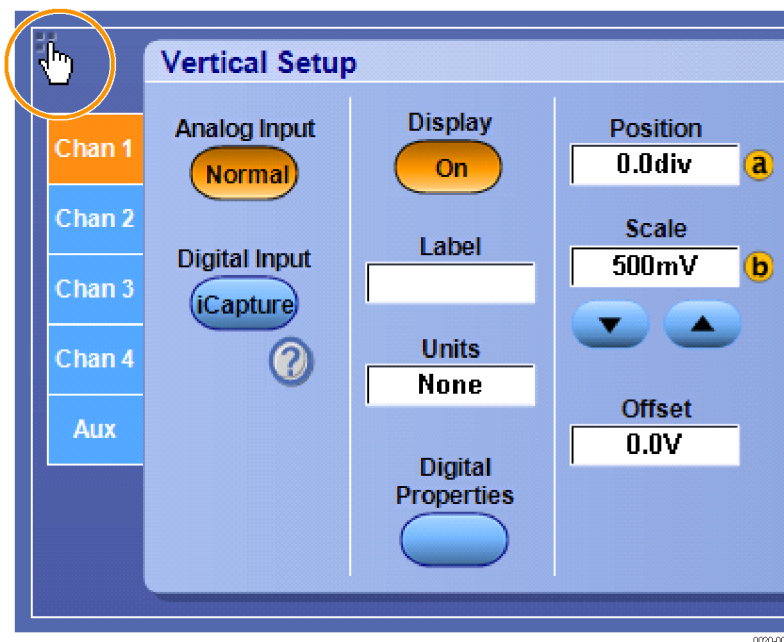 Vertical Setup
Chan 1
Chan 2
Chan 3
Chan 4
Aux
Analog Input
Normal
Digital Input
iCapture
?
Display
On
Label
Units
None
Digital
Properties
Position
0.0div a
Scale
500mV b
Offset
0.0V